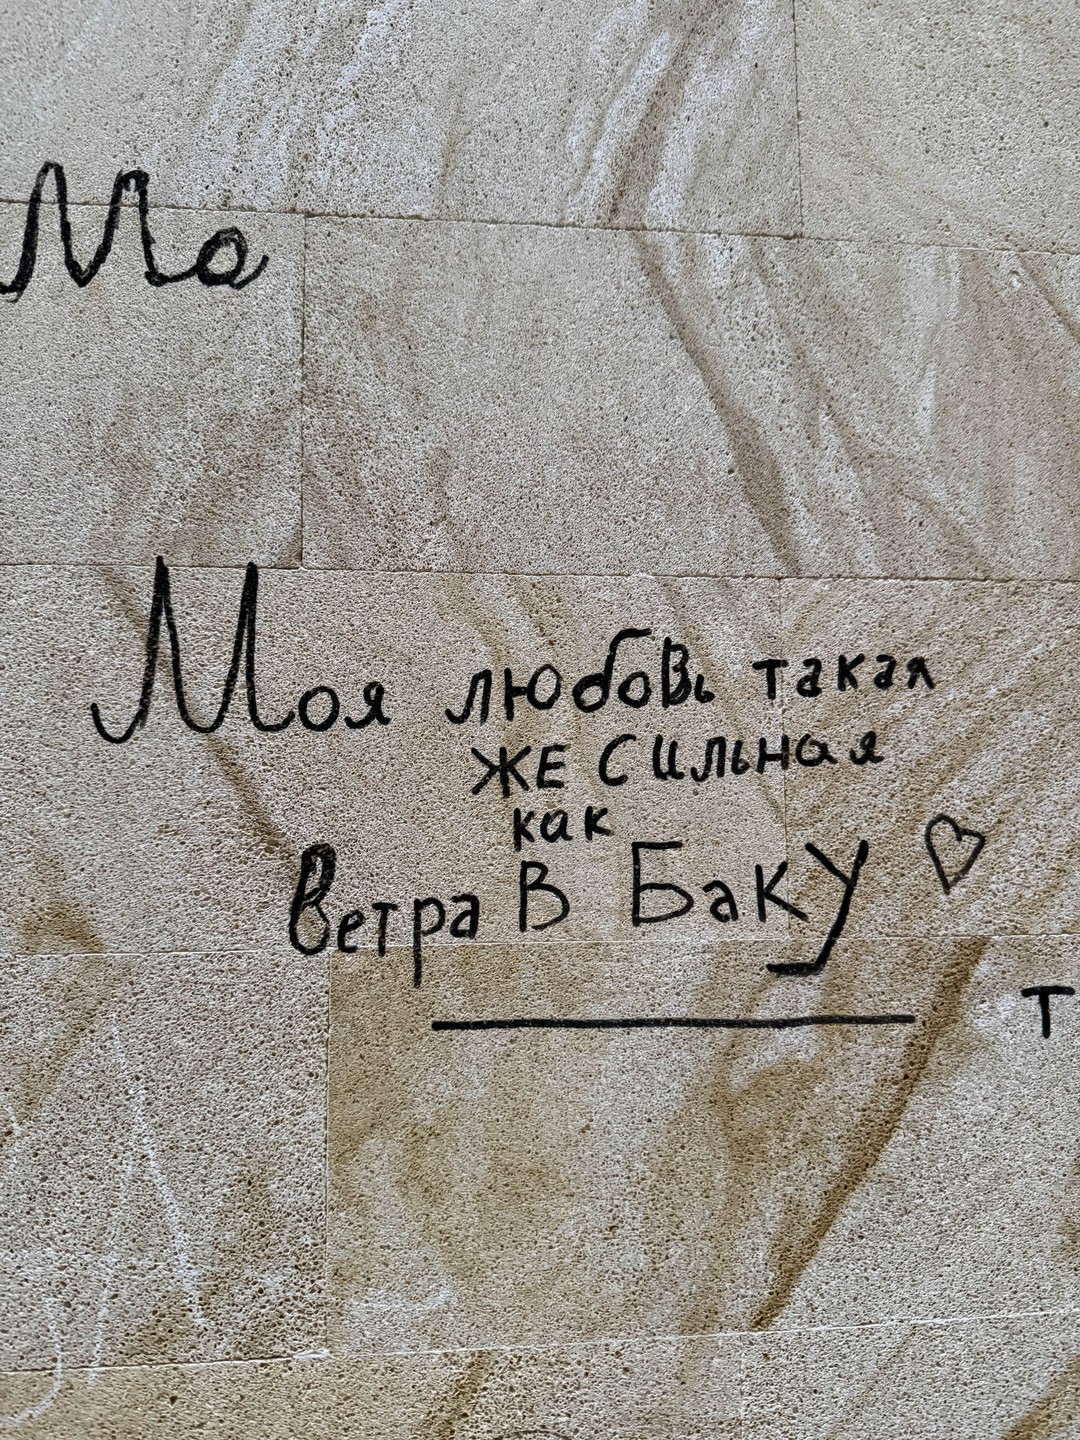 Мо
Моя любовь такая
же сильная
как
ветра в Баку
т